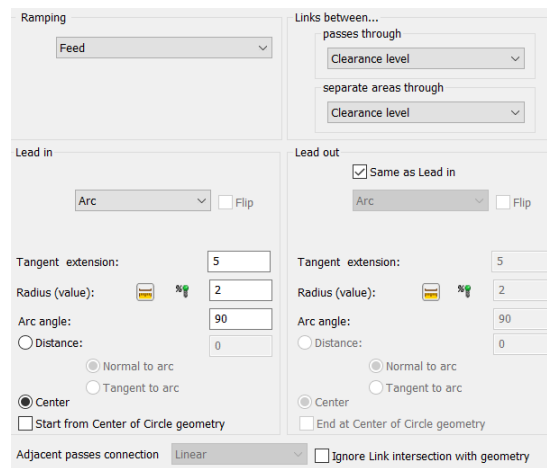 Ramping
Feed
Links between...
passes through
Clearance level
separate areas through
Clearance level
Lead in
Arc
Flip
Tangent extension:
5
Radius (value):
%
2
Arc angle:
90
Distance:
0
Normal to arc
Tangent to arc
Center
Start from Center of Circle geometry
Lead out
Same as Lead in
Arc
Flip
Tangent extension:
5
Radius (value):
%
2
Arc angle:
90
Distance:
0
Normal to arc
Tangent to arc
Center
End at Center of Circle geometry
Adjacent passes connection
Linear
Ignore Link intersection with geometry